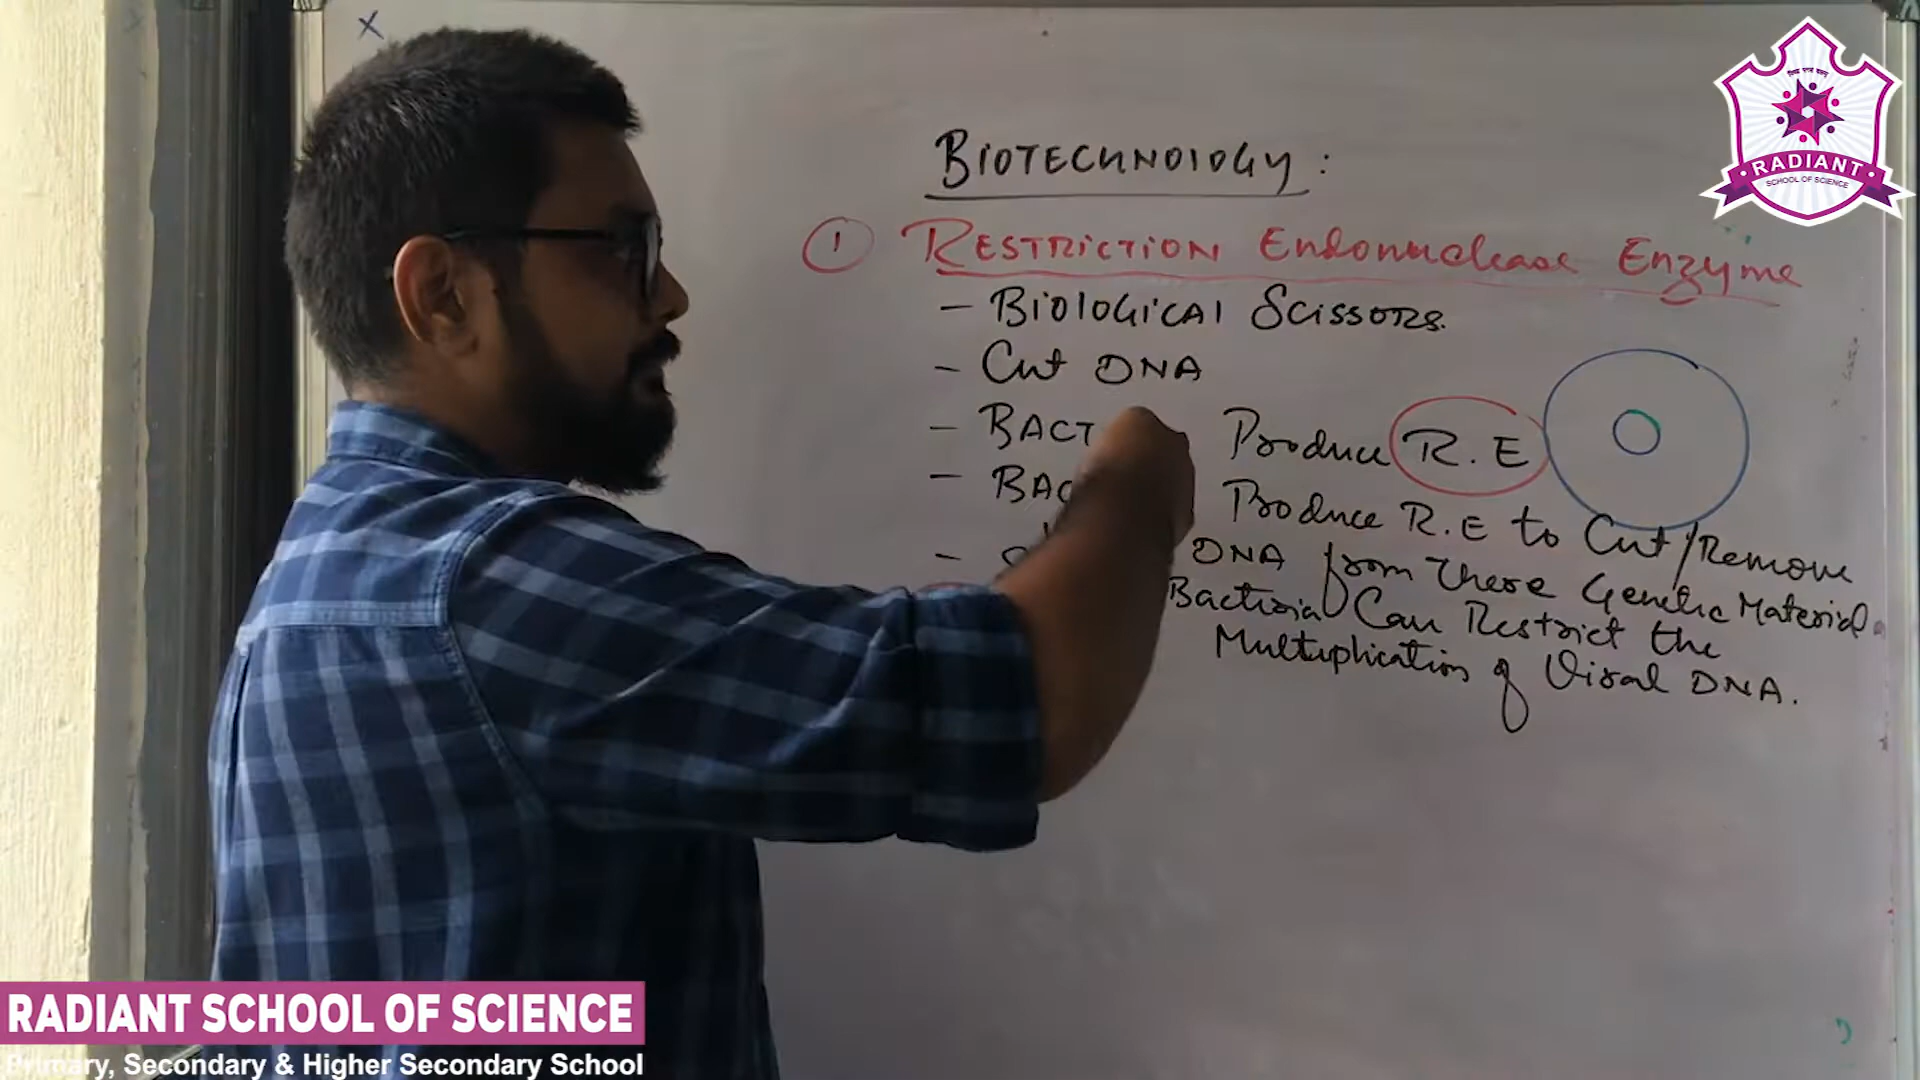 x
BIOTECHNOLOGY :
① RESTRICTION Endonuclease Enzyme
- BIOLOGICAL SCISSORS.
- Cut DNA
- BACT Produce R.E
- BAC Produce R.E to Cut/Remove
- DNA from there Genetic Material.
Bacterial Can Restrict the
Multiplication of Viral DNA.
RADIANT
SCHOOL OF SCIENCE
RADIANT SCHOOL OF SCIENCE
Primary, Secondary & Higher Secondary School